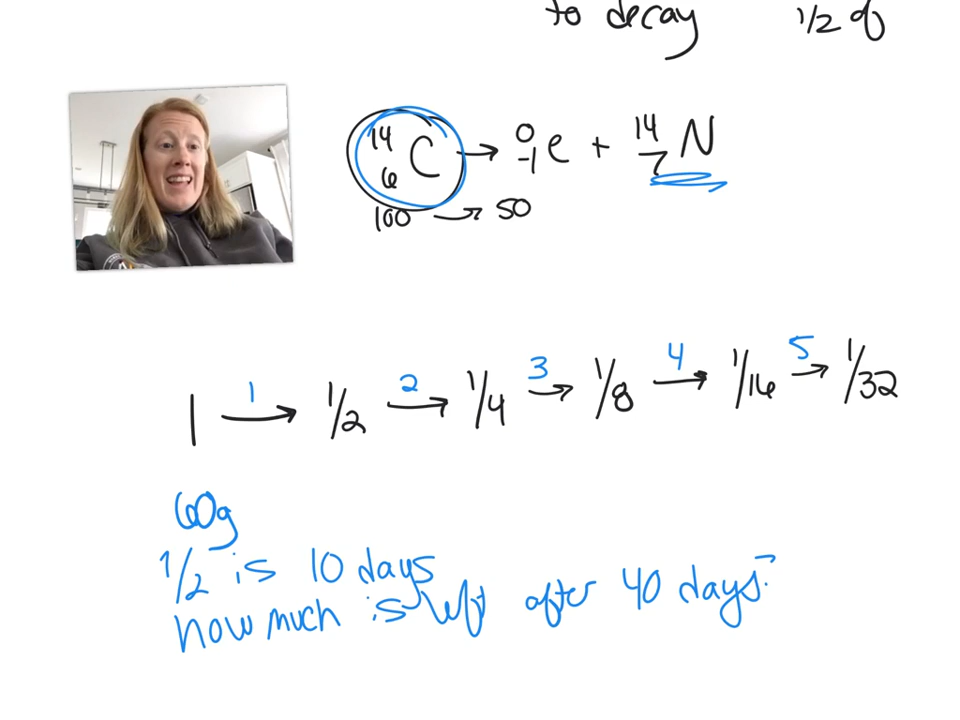 to decay 1/2 of
14 6 C → 0 -1 e + 14 7 N
100 → 50
1 2 3 4 5
1 → 1/2 → 1/4 → 1/8 → 1/16 → 1/32
60g
1/2 is 10 days
how much is left after 40 days?